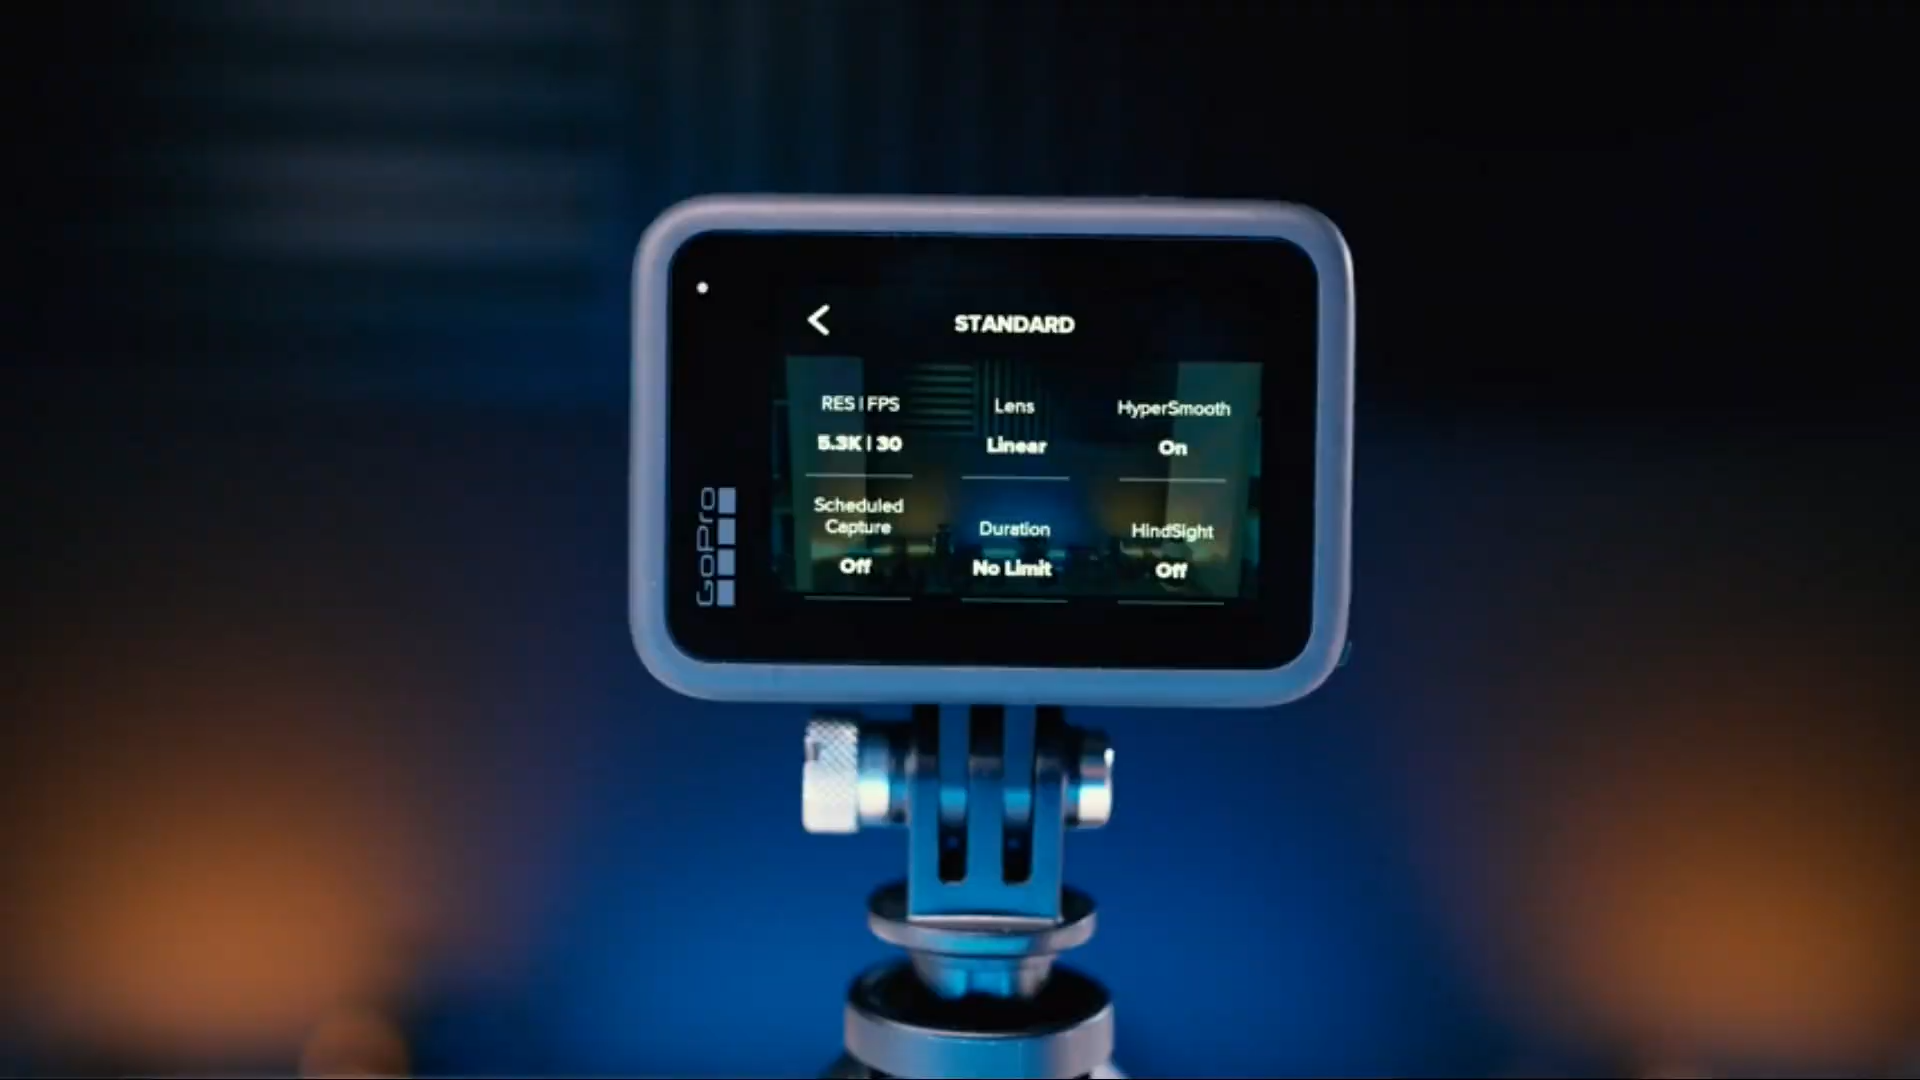 STANDARD
RES | FPS
5.3K | 30
Lens
Linear
HyperSmooth
On
Scheduled
Capture
Off
Duration
No Limit
HindSight
Off
GoPro